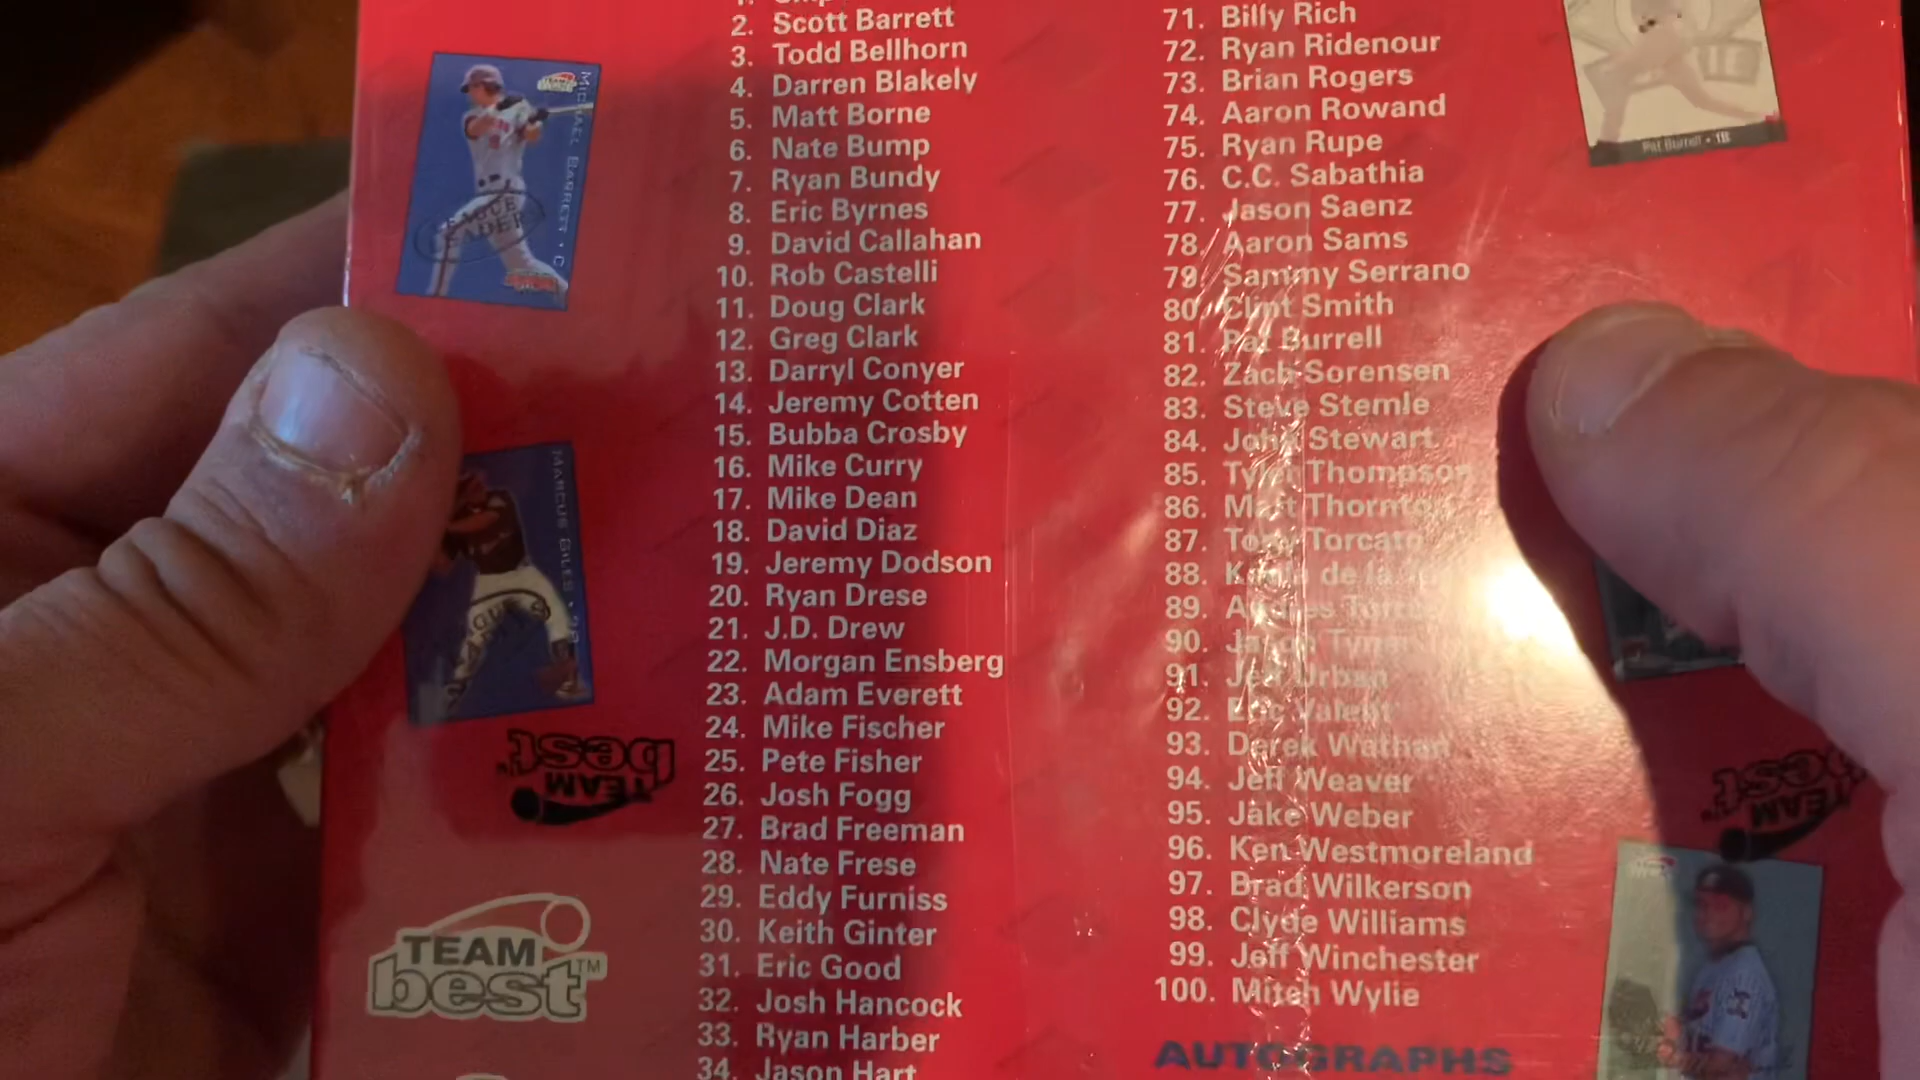 1.
2. Scott Barrett
3. Todd Bellhorn
4. Darren Blakely
5. Matt Borne
6. Nate Bump
7. Ryan Bundy
8. Eric Byrnes
9. David Callahan
10. Rob Castelli
11. Doug Clark
12. Greg Clark
13. Darryl Conyer
14. Jeremy Cotten
15. Bubba Crosby
16. Mike Curry
17. Mike Dean
18. David Diaz
19. Jeremy Dodson
20. Ryan Drese
21. J.D. Drew
22. Morgan Ensberg
23. Adam Everett
24. Mike Fischer
25. Pete Fisher
26. Josh Fogg
27. Brad Freeman
28. Nate Frese
29. Eddy Furniss
30. Keith Ginter
31. Eric Good
32. Josh Hancock
33. Ryan Harber
34. Jason Hart
71. Billy Rich
72. Ryan Ridenour
73. Brian Rogers
74. Aaron Rowand
75. Ryan Rupe
76. C.C. Sabathia
77. Jason Saenz
78. Aaron Sams
79. Sammy Serrano
80. Clint Smith
81. Pat Burrell
82. Zach Sorensen
83. Steve Stemle
84. John Stewart
85. Tyler Thompson
86. Matt Thornton
87. Tony Torcato
88. de la
89. Andres
90. Jason
91. Jeff Urban
92. Eric Valent
93. Derek Wathan
94. Jeff Weaver
95. Jake Weber
96. Ken Westmoreland
97. Brad Wilkerson
98. Clyde Williams
99. Jeff Winchester
100. Mitch Wylie
AUTOGRAPHS
MICHAEL BARRETT • C
LEAGUE
LEADER
MARCUS GILES • 2B
TEAM
best
TEAM
best™
Pat Burrell • 1B
TEAM
best